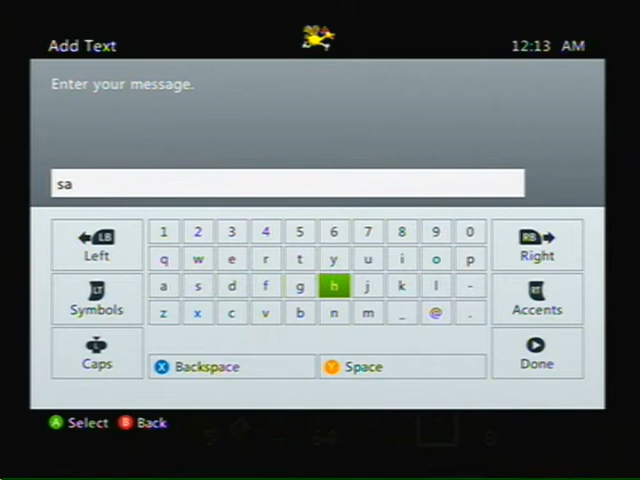 Add Text
12:13 AM
Enter your message.
sa
LB
Left
1 2 3 4 5 6 7 8 9 0
RB
Right
q w e r t y u i o p
LT
Symbols
a s d f g h j k l -
RT
Accents
z x c v b n m _ @ .
L
Caps
X Backspace
Y Space
Done
A Select B Back